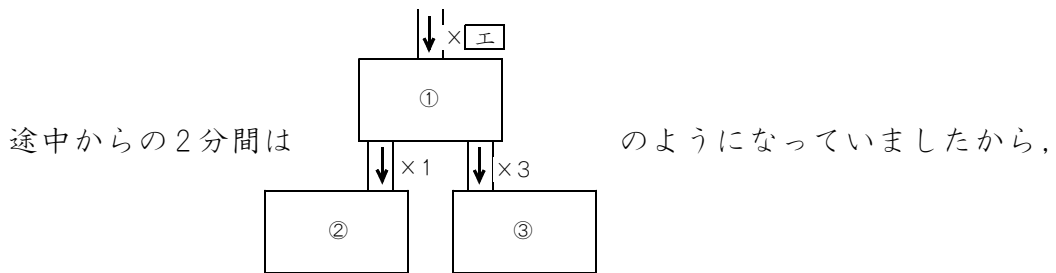 ×エ
①
途中からの2分間は
のようになっていましたから,
×1
×3
②
③